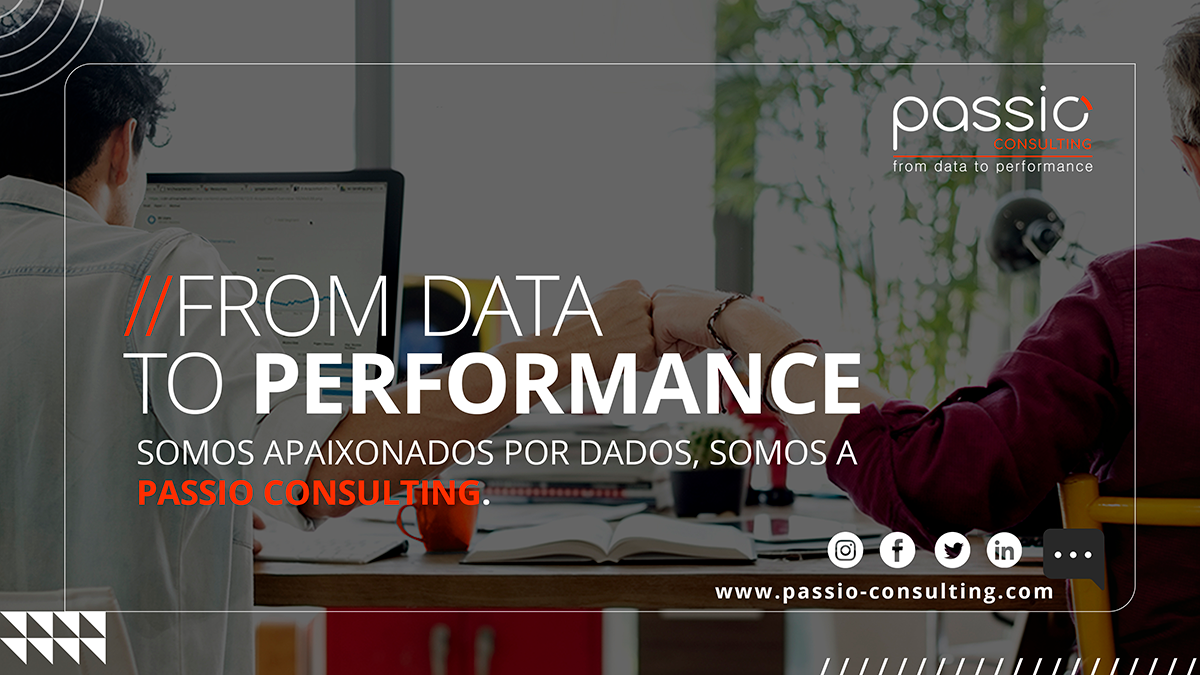 passio
CONSULTING
from data to performance
//FROM DATA
TO PERFORMANCE
SOMOS APAIXONADOS POR DADOS, SOMOS A
PASSIO CONSULTING.
www.passio-consulting.com